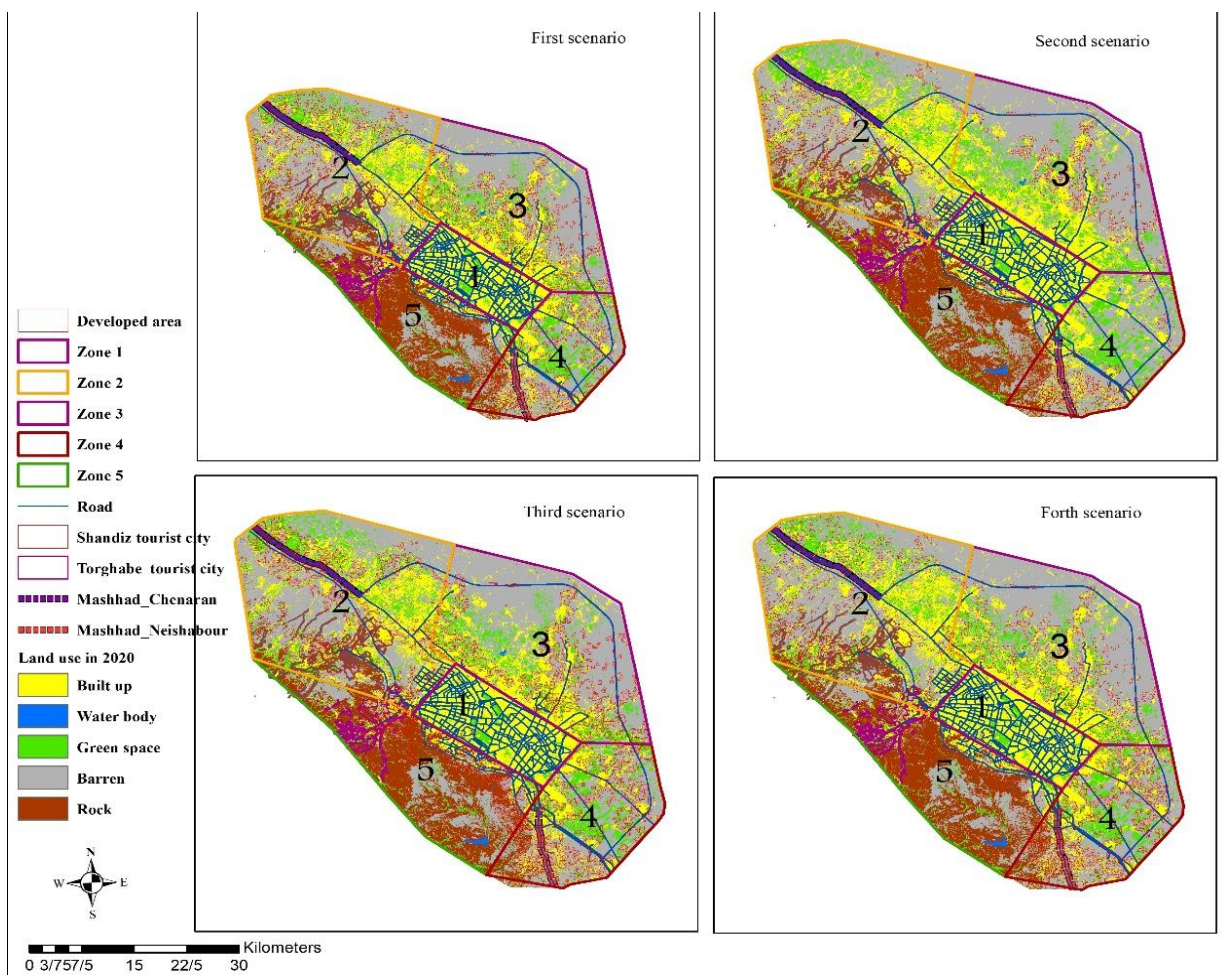 First scenario
2
3
1
5
4
Second scenario
2
3
1
5
4
Developed area
Zone 1
Zone 2
Zone 3
Zone 4
Zone 5
Road
Shandiz tourist city
Torghabe tourist city
Mashhad_Chenaran
Mashhad_Neishabour
Land use in 2020
Built up
Water body
Green space
Barren
Rock
N
W E
S
Kilometers
0 3/757/5 15 22/5 30
Third scenario
2
3
1
5
4
Forth scenario
2
3
1
5
4